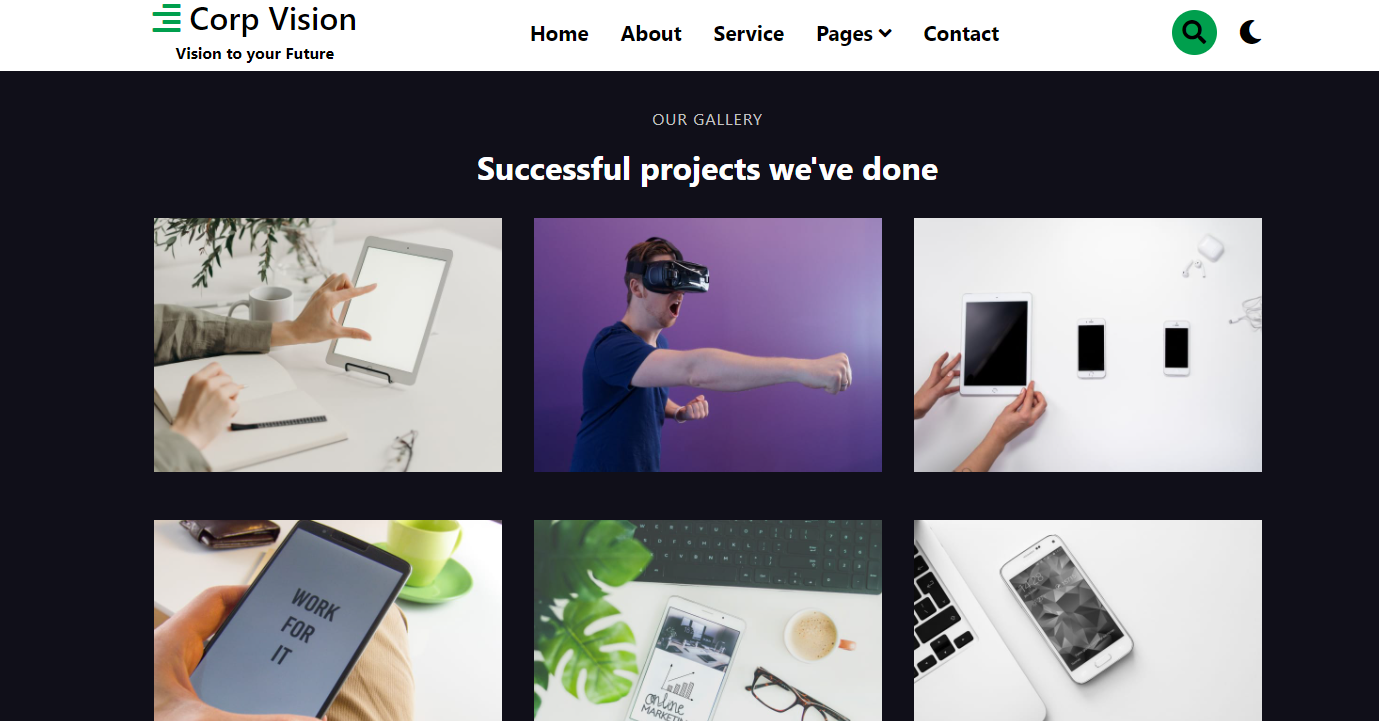 Corp Vision
Vision to your Future
Home About Service Pages Contact
OUR GALLERY
Successful projects we've done
WORK
FOR
IT
Online
MARKETING